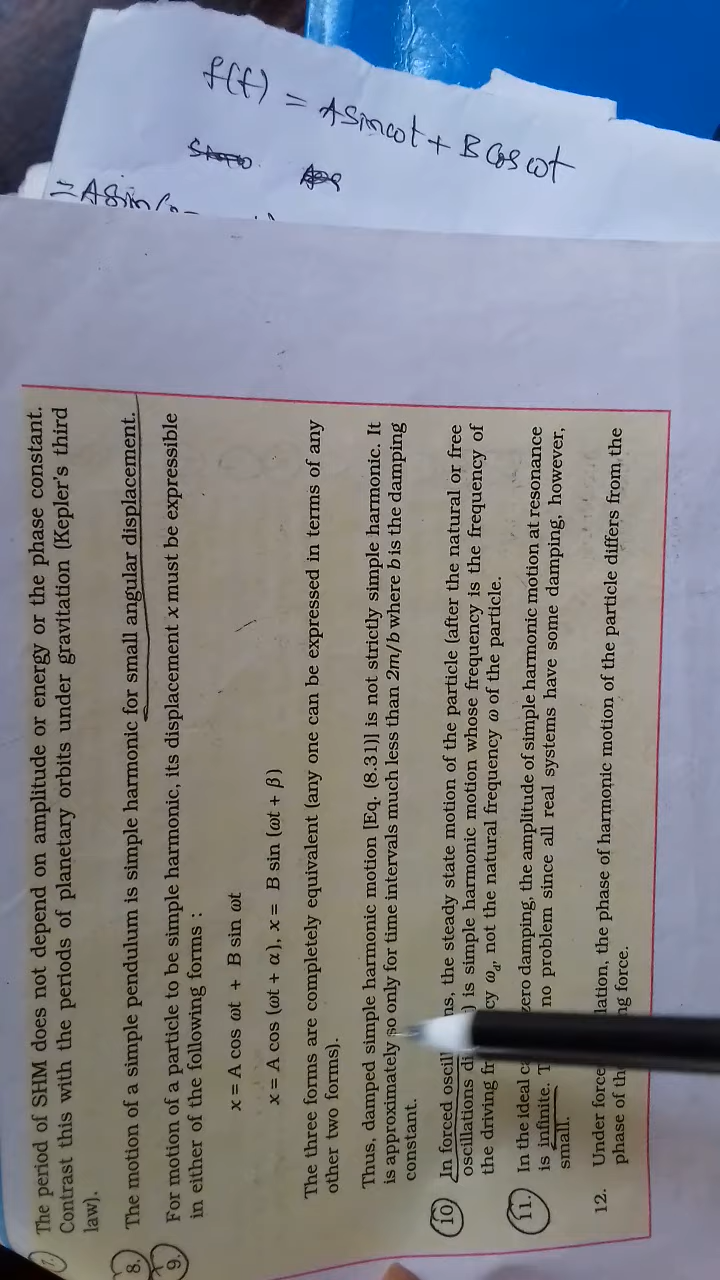 f(t) = A Sin ωt + B Cos ωt
= A sin
7. The period of SHM does not depend on amplitude or energy or the phase constant.
Contrast this with the periods of planetary orbits under gravitation (Kepler's third
law).
8. The motion of a simple pendulum is simple harmonic for small angular displacement.
9. For motion of a particle to be simple harmonic, its displacement x must be expressible
in either of the following forms :
x = A cos ωt + B sin ωt
x = A cos (ωt + α), x = B sin (ωt + β)
The three forms are completely equivalent (any one can be expressed in terms of any
other two forms).
Thus, damped simple harmonic motion [Eq. (8.31)] is not strictly simple harmonic. It
is approximately so only for time intervals much less than 2m/b where b is the damping
constant.
10 In forced oscill ns, the steady state motion of the particle (after the natural or free
oscillations di ) is simple harmonic motion whose frequency is the frequency of
the driving fr cy ωd, not the natural frequency ω of the particle.
11. In the ideal ca zero damping, the amplitude of simple harmonic motion at resonance
is infinite. T no problem since all real systems have some damping, however,
small.
12. Under force lation, the phase of harmonic motion of the particle differs from the
phase of th ng force.